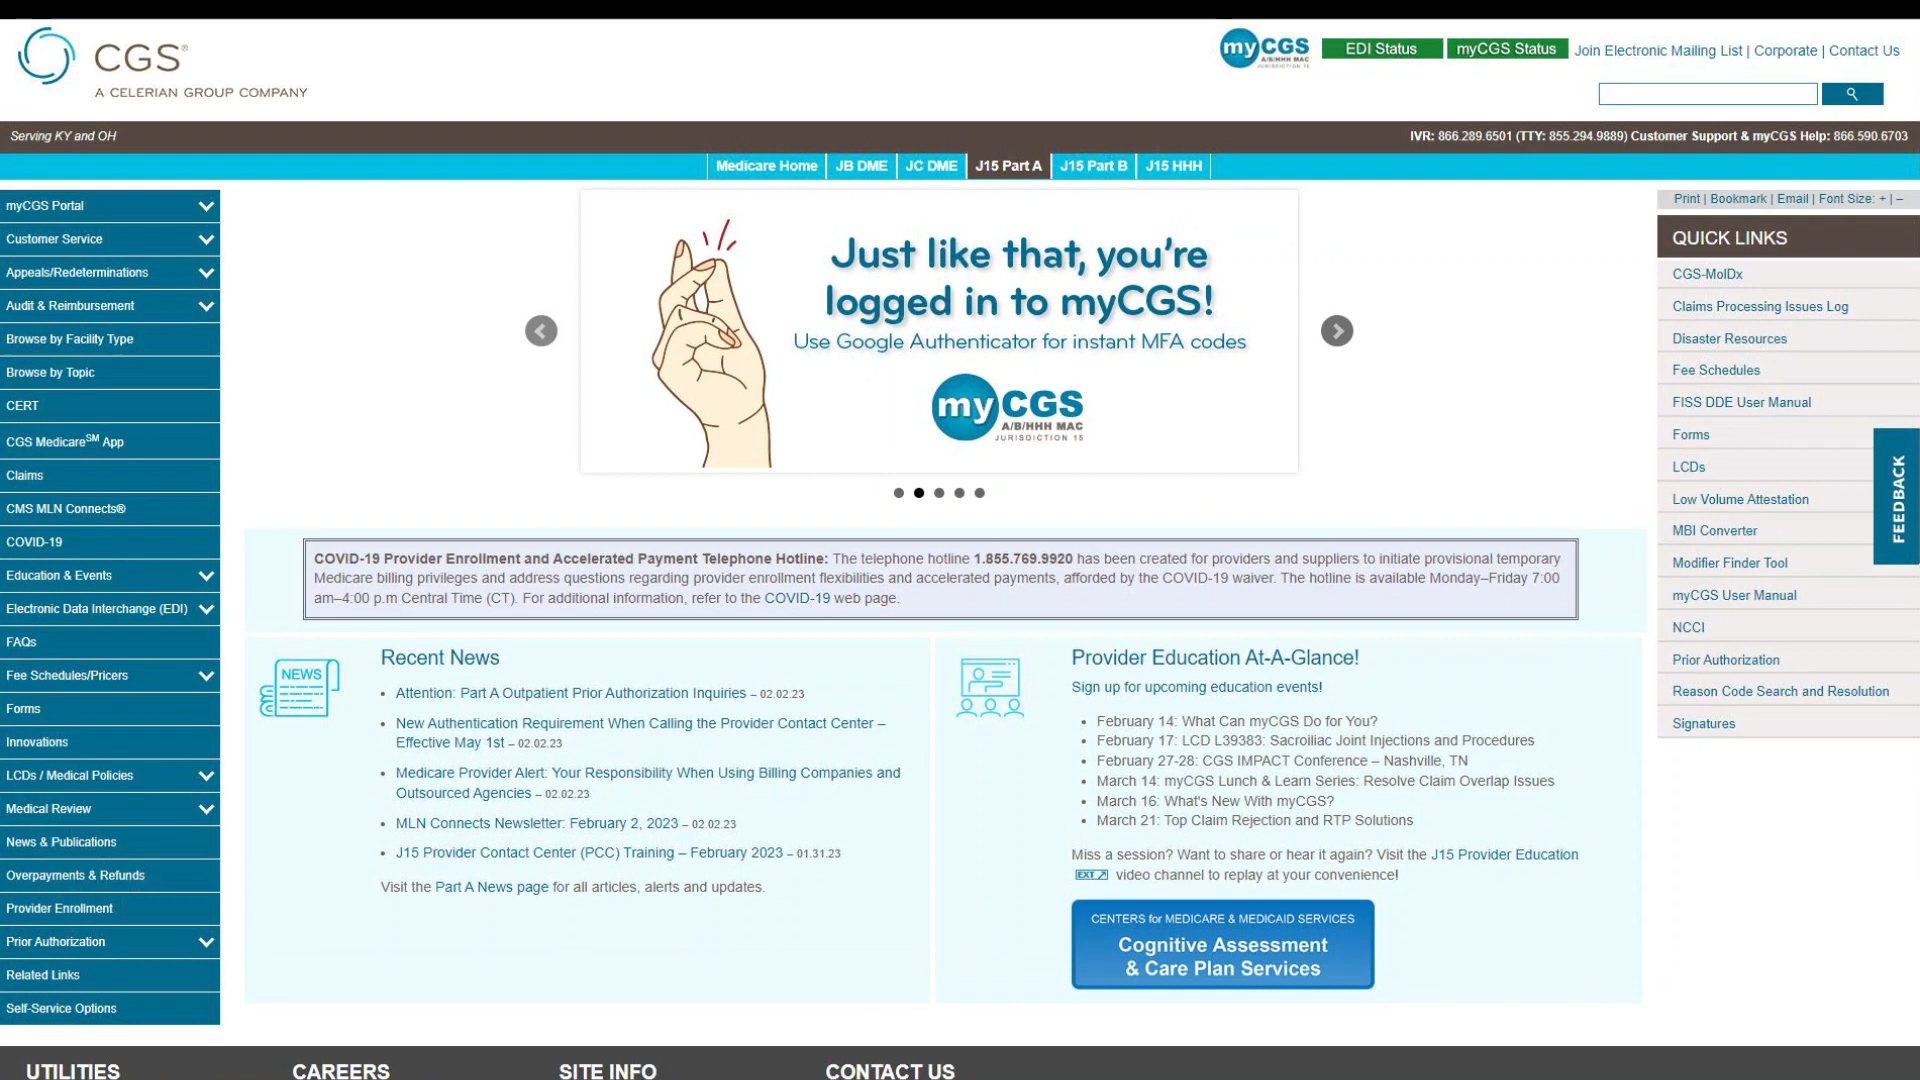 CGS®
A CELERIAN GROUP COMPANY
myCGS
A/B/HHH MAC
JURISDICTION 15
EDI Status
myCGS Status
Join Electronic Mailing List | Corporate | Contact Us
Serving KY and OH
IVR: 866.289.6501 (TTY: 855.294.9889) Customer Support & myCGS Help: 866.590.6703
Medicare Home
JB DME
JC DME
J15 Part A
J15 Part B
J15 HHH
myCGS Portal
Customer Service
Appeals/Redeterminations
Audit & Reimbursement
Browse by Facility Type
Browse by Topic
CERT
CGS MedicareSM App
Claims
CMS MLN Connects®
COVID-19
Education & Events
Electronic Data Interchange (EDI)
FAQs
Fee Schedules/Pricers
Forms
Innovations
LCDs / Medical Policies
Medical Review
News & Publications
Overpayments & Refunds
Provider Enrollment
Prior Authorization
Related Links
Self-Service Options
Just like that, you're
logged in to myCGS!
Use Google Authenticator for instant MFA codes
myCGS
A/B/HHH MAC
JURISDICTION 15
COVID-19 Provider Enrollment and Accelerated Payment Telephone Hotline: The telephone hotline 1.855.769.9920 has been created for providers and suppliers to initiate provisional temporary
Medicare billing privileges and address questions regarding provider enrollment flexibilities and accelerated payments, afforded by the COVID-19 waiver. The hotline is available Monday–Friday 7:00
am–4:00 p.m Central Time (CT). For additional information, refer to the COVID-19 web page.
NEWS
Recent News
• Attention: Part A Outpatient Prior Authorization Inquiries – 02.02.23
• New Authentication Requirement When Calling the Provider Contact Center –
Effective May 1st – 02.02.23
• Medicare Provider Alert: Your Responsibility When Using Billing Companies and
Outsourced Agencies – 02.02.23
• MLN Connects Newsletter: February 2, 2023 – 02.02.23
• J15 Provider Contact Center (PCC) Training – February 2023 – 01.31.23
Visit the Part A News page for all articles, alerts and updates.
Provider Education At-A-Glance!
Sign up for upcoming education events!
• February 14: What Can myCGS Do for You?
• February 17: LCD L39383: Sacroiliac Joint Injections and Procedures
• February 27-28: CGS IMPACT Conference – Nashville, TN
• March 14: myCGS Lunch & Learn Series: Resolve Claim Overlap Issues
• March 16: What's New With myCGS?
• March 21: Top Claim Rejection and RTP Solutions
Miss a session? Want to share or hear it again? Visit the J15 Provider Education
EXT video channel to replay at your convenience!
CENTERS for MEDICARE & MEDICAID SERVICES
Cognitive Assessment
& Care Plan Services
Print | Bookmark | Email | Font Size: + | –
QUICK LINKS
CGS-MolDx
Claims Processing Issues Log
Disaster Resources
Fee Schedules
FISS DDE User Manual
Forms
LCDs
Low Volume Attestation
MBI Converter
Modifier Finder Tool
myCGS User Manual
NCCI
Prior Authorization
Reason Code Search and Resolution
Signatures
FEEDBACK
UTILITIES
CAREERS
SITE INFO
CONTACT US